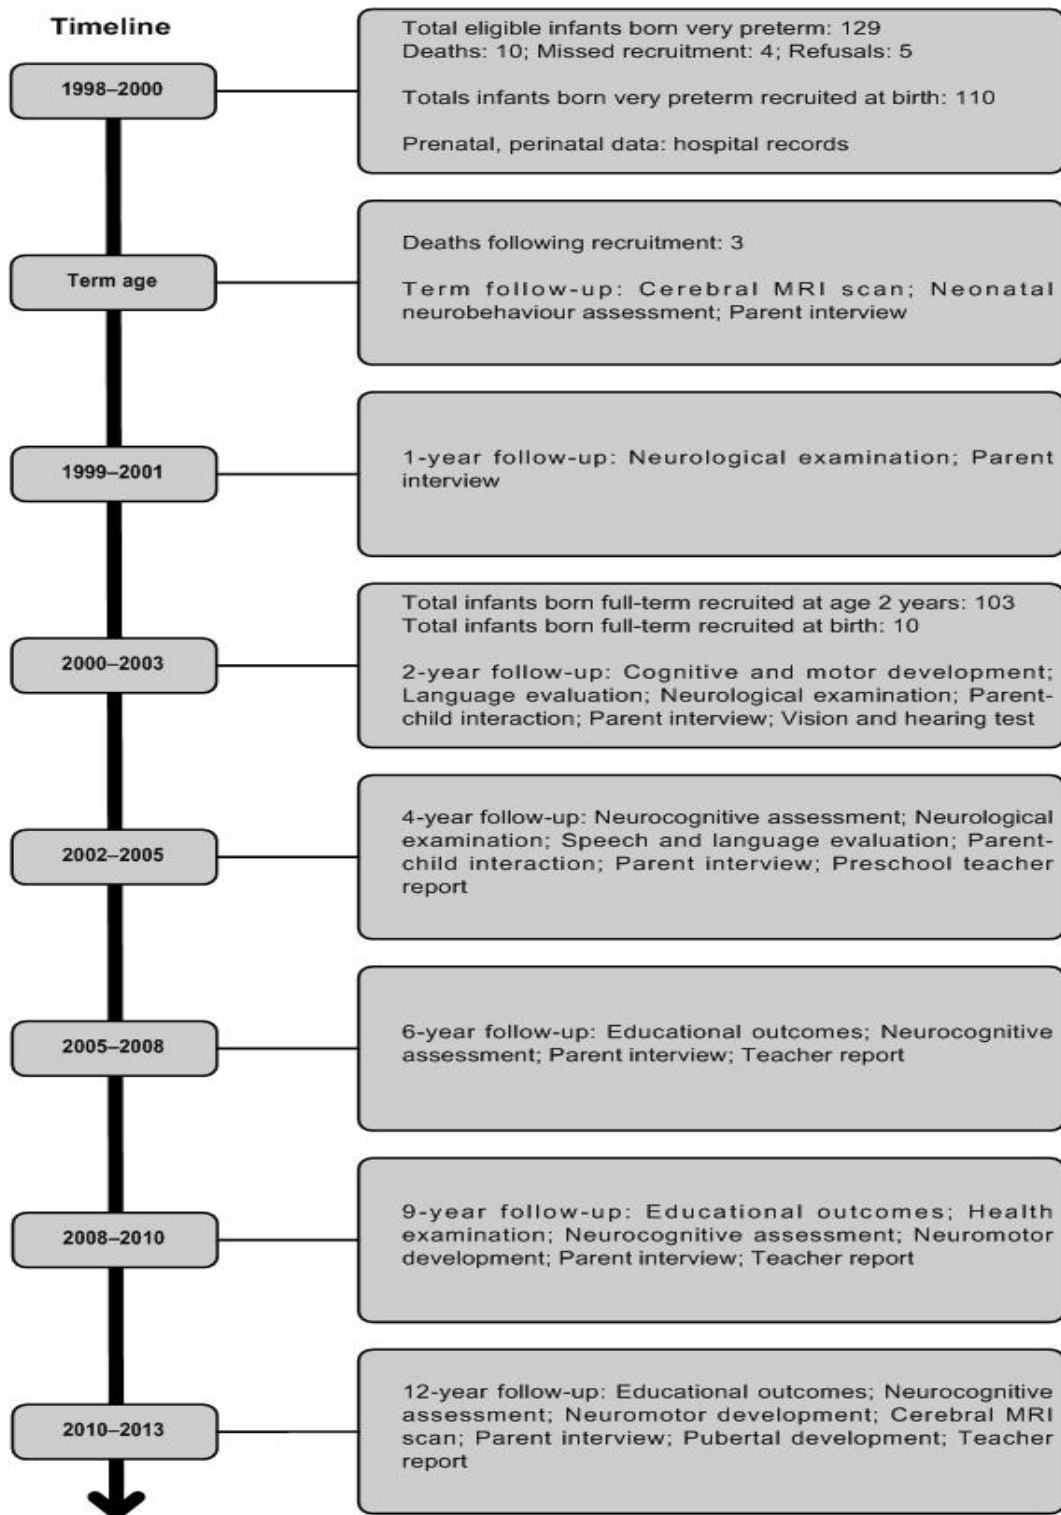 Timeline
1998–2000
Total eligible infants born very preterm: 129
Deaths: 10; Missed recruitment: 4; Refusals: 5
Totals infants born very preterm recruited at birth: 110
Prenatal, perinatal data: hospital records
Term age
Deaths following recruitment: 3
Term follow-up: Cerebral MRI scan; Neonatal
neurobehaviour assessment; Parent interview
1999–2001
1-year follow-up: Neurological examination; Parent
interview
2000–2003
Total infants born full-term recruited at age 2 years: 103
Total infants born full-term recruited at birth: 10
2-year follow-up: Cognitive and motor development;
Language evaluation; Neurological examination; Parent-
child interaction; Parent interview; Vision and hearing test
2002–2005
4-year follow-up: Neurocognitive assessment; Neurological
examination; Speech and language evaluation; Parent-
child interaction; Parent interview; Preschool teacher
report
2005–2008
6-year follow-up: Educational outcomes; Neurocognitive
assessment; Parent interview; Teacher report
2008–2010
9-year follow-up: Educational outcomes; Health
examination; Neurocognitive assessment; Neuromotor
development; Parent interview; Teacher report
2010–2013
12-year follow-up: Educational outcomes; Neurocognitive
assessment; Neuromotor development; Cerebral MRI
scan; Parent interview; Pubertal development; Teacher
report